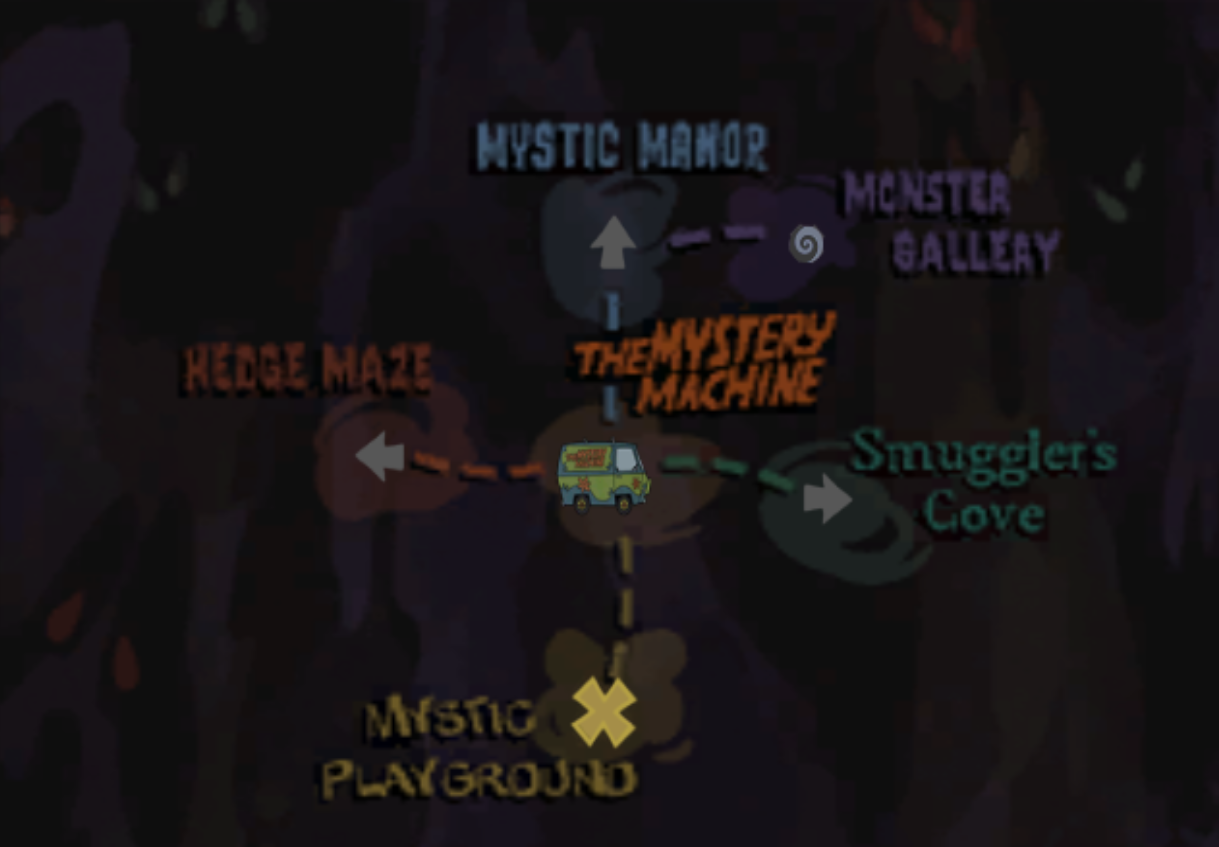 MYSTIC MANOR
MONSTER
GALLERY
THE MYSTERY
MACHINE
HEDGE MAZE
Smuggler's
Cove
MYSTIC
PLAYGROUND